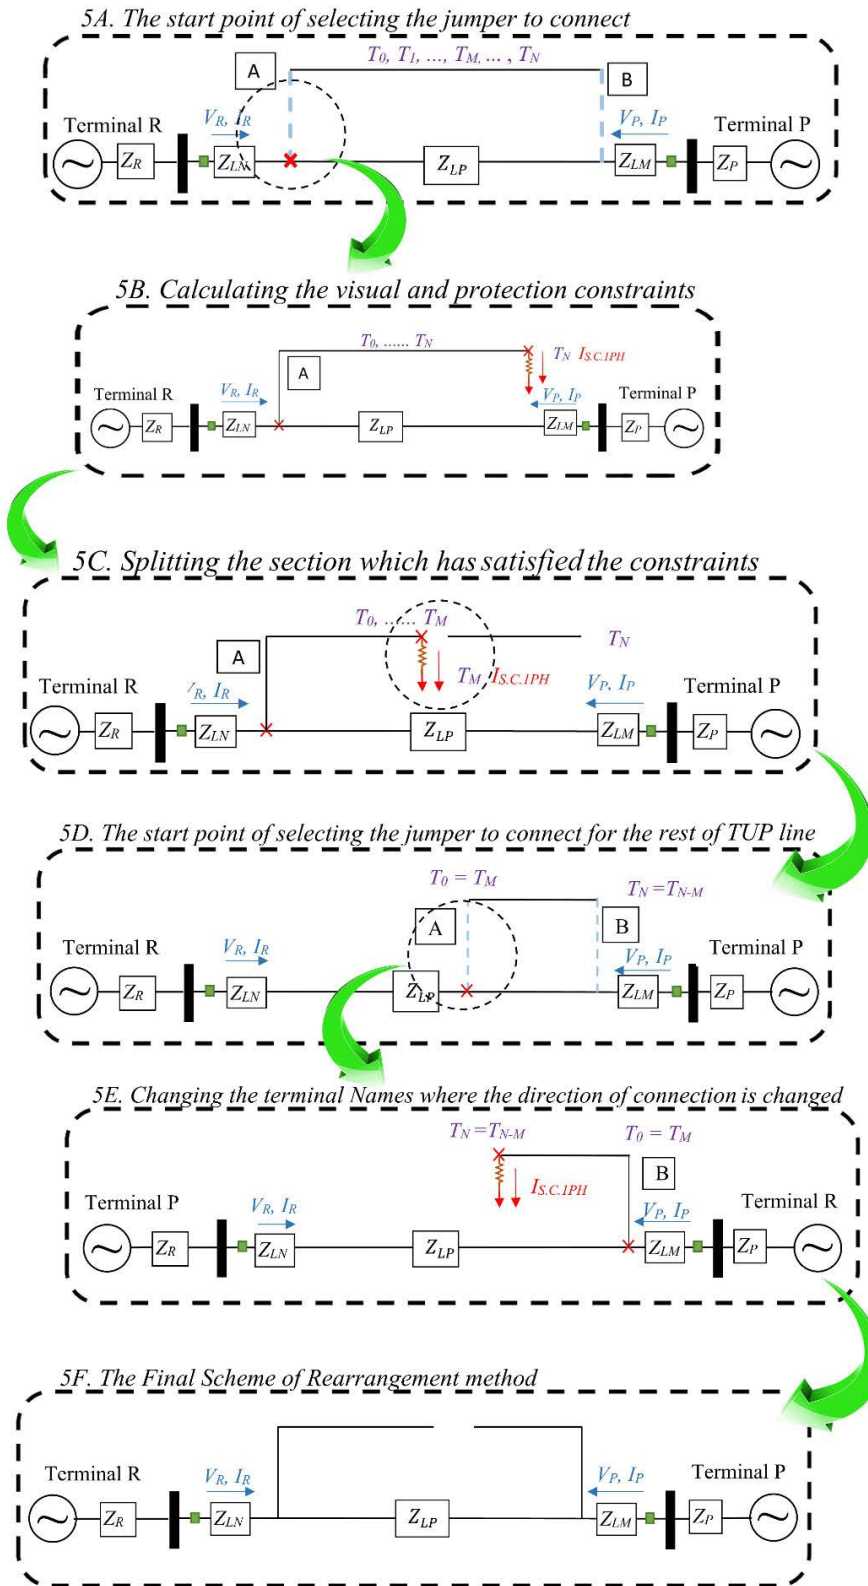 5A. The start point of selecting the jumper to connect
A
T0, T1, ..., TM, ... , TN
B
Terminal R
VR, IR
VP, IP
Terminal P
ZR
ZLN
ZLP
ZLM
ZP
5B. Calculating the visual and protection constraints
T0, ...... TN
TN IS.C.1PH
A
Terminal R
VR, IR
VP, IP
Terminal P
ZR
ZLN
ZLP
ZLM
ZP
5C. Splitting the section which has satisfied the constraints
T0, ...... TM
TN
A
Terminal R
R, IR
TM IS.C.1PH
VP, IP
Terminal P
ZR
ZLN
ZLP
ZLM
ZP
5D. The start point of selecting the jumper to connect for the rest of TUP line
T0 = TM
TN =TN-M
A
B
Terminal R
VR, IR
VP, IP
Terminal P
ZR
ZLN
ZLP
ZLM
ZP
5E. Changing the terminal Names where the direction of connection is changed
TN =TN-M
T0 = TM
B
IS.C.1PH
Terminal P
VR, IR
VP, IP
Terminal R
ZR
ZLN
ZLP
ZLM
ZP
5F. The Final Scheme of Rearrangement method
Terminal R
VR, IR
VP, IP
Terminal P
ZR
ZLN
ZLP
ZLM
ZP